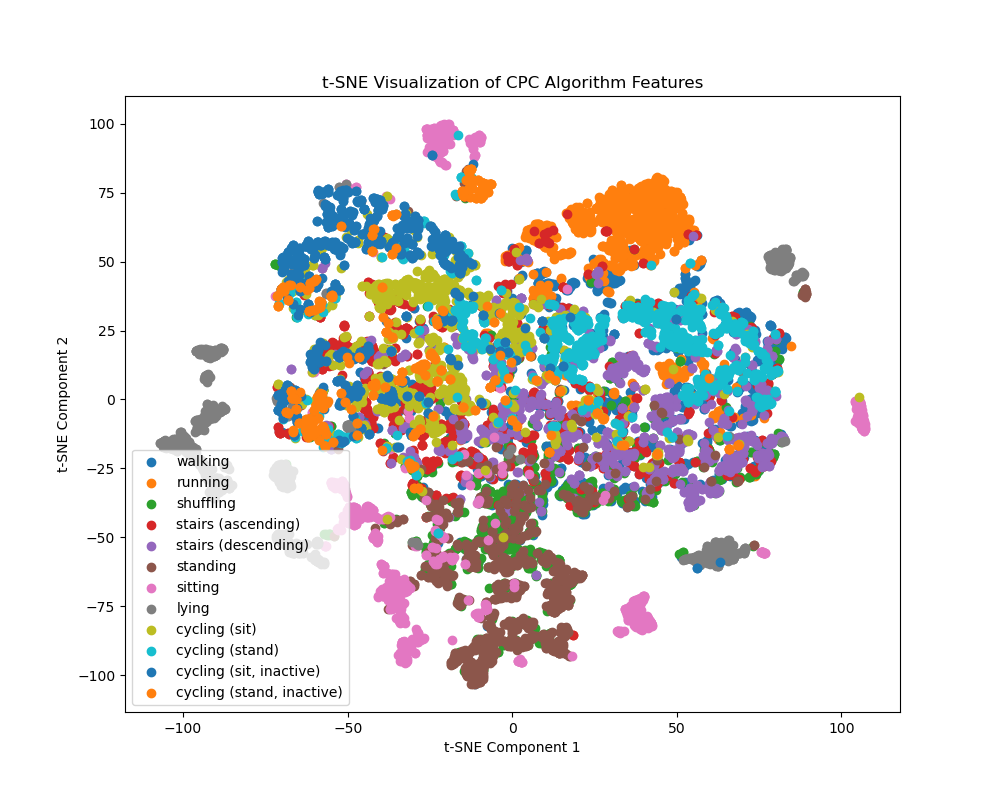 t-SNE Visualization of CPC Algorithm Features
100
75
50
25
0
−25
−50
−75
−100
t-SNE Component 2
walking
running
shuffling
stairs (ascending)
stairs (descending)
standing
sitting
lying
cycling (sit)
cycling (stand)
cycling (sit, inactive)
cycling (stand, inactive)
−100
−50
0
50
100
t-SNE Component 1